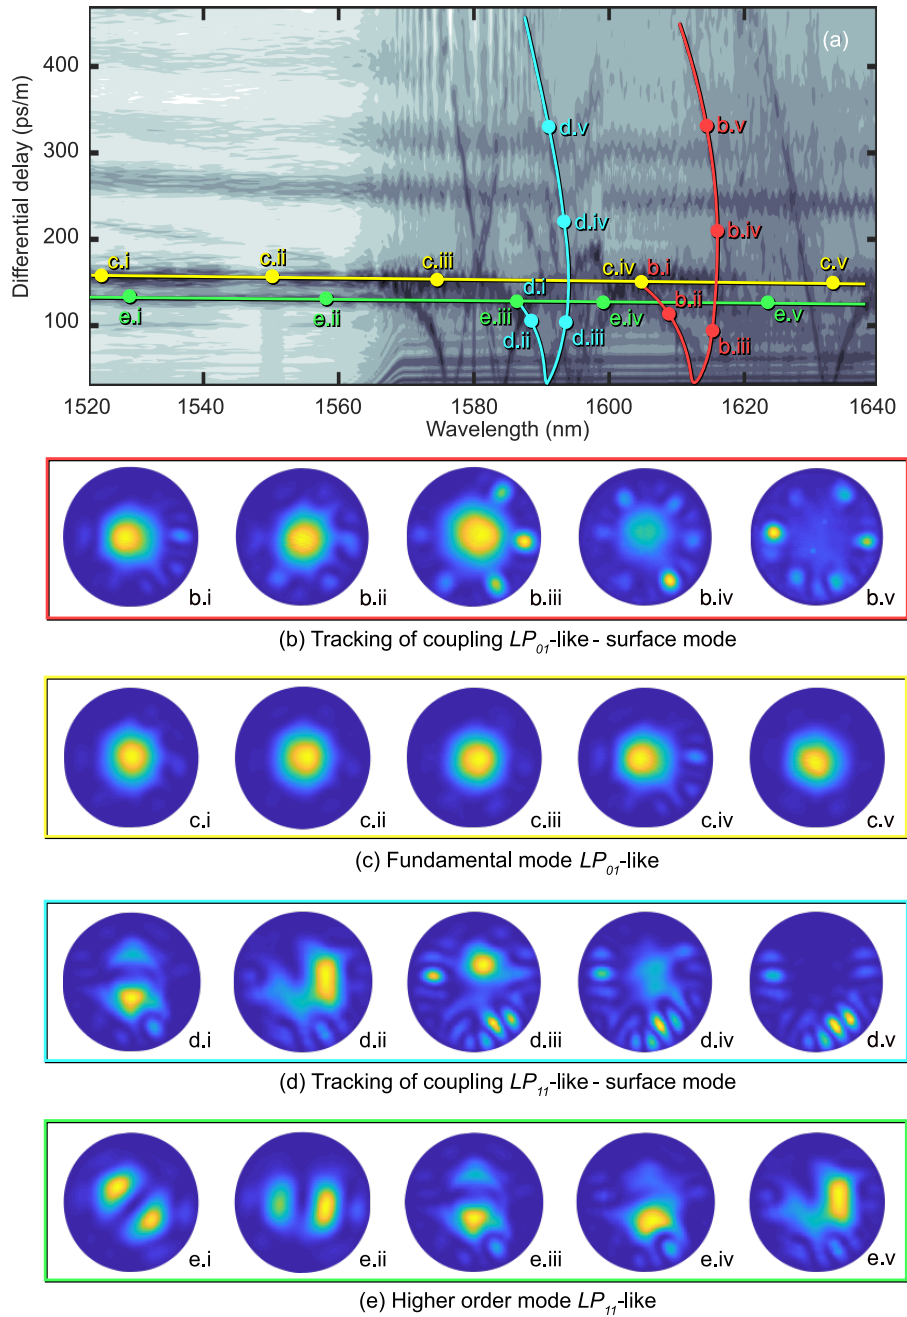 (a)
Differential delay (ps/m)
400
300
200
100
d.v
b.v
d.iv
b.iv
c.i
c.ii
c.iii
d.i
c.iv
b.i
c.v
e.i
e.ii
e.iii
d.ii
d.iii
e.iv
b.ii
b.iii
e.v
1520
1540
1560
1580
1600
1620
1640
Wavelength (nm)
b.i
b.ii
b.iii
b.iv
b.v
(b) Tracking of coupling LP01-like - surface mode
c.i
c.ii
c.iii
c.iv
c.v
(c) Fundamental mode LP01-like
d.i
d.ii
d.iii
d.iv
d.v
(d) Tracking of coupling LP11-like - surface mode
e.i
e.ii
e.iii
e.iv
e.v
(e) Higher order mode LP11-like